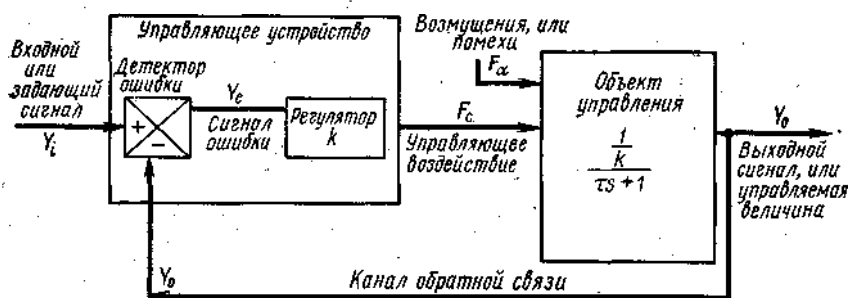 Управляющее устройство
Входной
или
задающий
сигнал
Y_i
Детектор
ошибки
+
−
Y_e
Сигнал
ошибки
Регулятор
k
Возмущения, или
помехи
F_α
F_c
Управляющее
воздействие
Объект
управления
1
k
τs + 1
Y_o
Выходной
сигнал, или
управляемая
величина
Y_o
Канал обратной связи